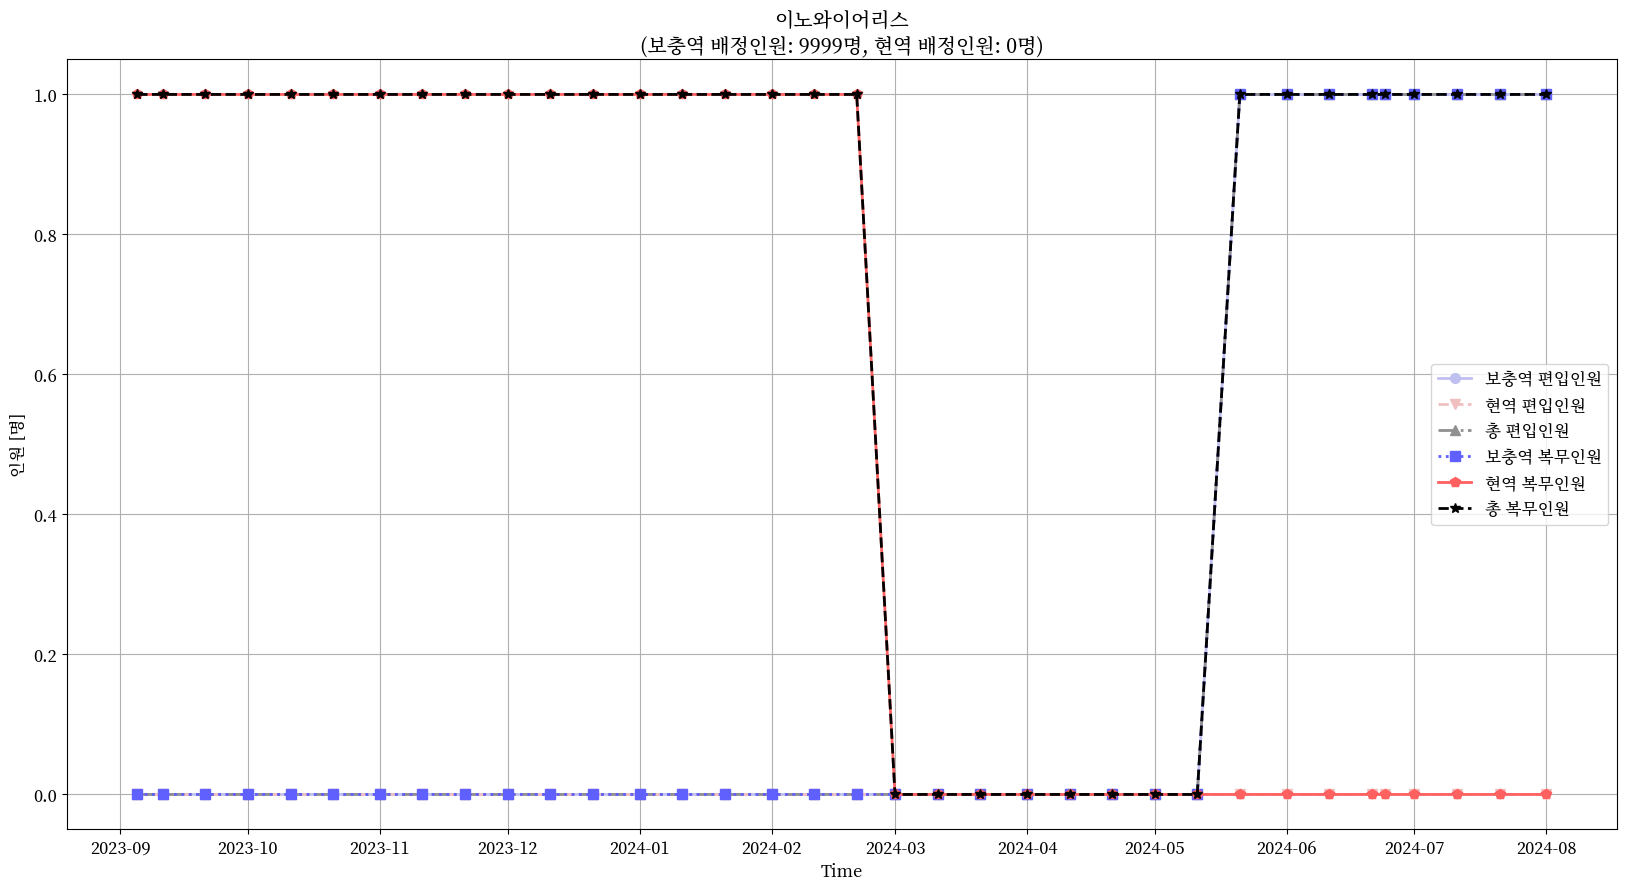 이노와이어리스
(보충역 배정인원: 9999명, 현역 배정인원: 0명)
인원 [명]
1.0
0.8
0.6
0.4
0.2
0.0
보충역 편입인원
현역 편입인원
총 편입인원
보충역 복무인원
현역 복무인원
총 복무인원
2023-09 2023-10 2023-11 2023-12 2024-01 2024-02 2024-03 2024-04 2024-05 2024-06 2024-07 2024-08
Time